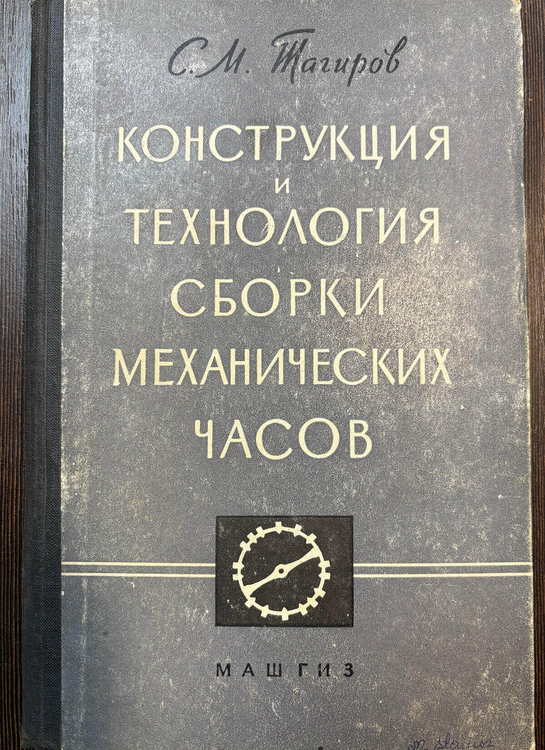 С. М. Тагиров
КОНСТРУКЦИЯ
И
ТЕХНОЛОГИЯ
СБОРКИ
МЕХАНИЧЕСКИХ
ЧАСОВ
МАШГИЗ